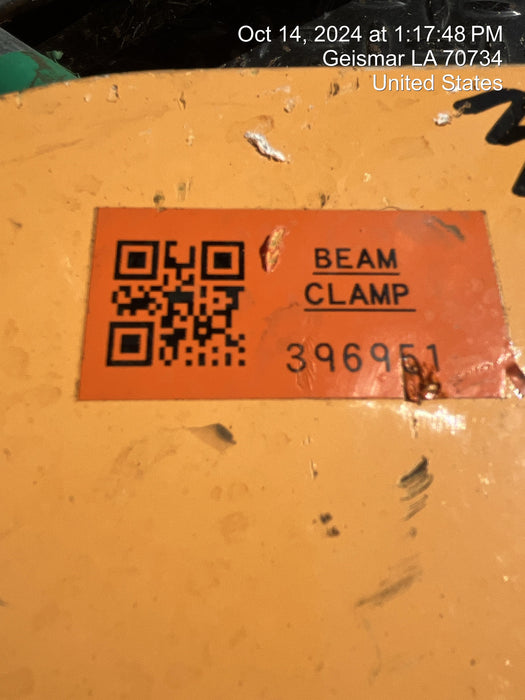 Oct 14, 2024 at 1:17:48 PM
Geismar LA 70734
United States
BEAM
CLAMP
396951